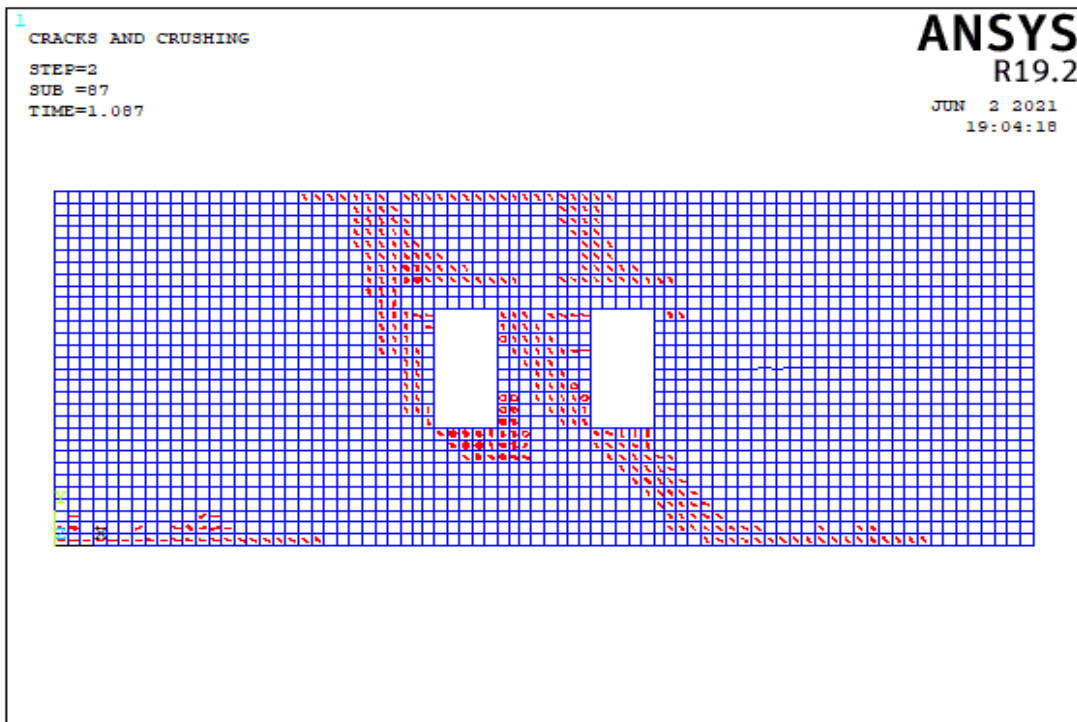 1
CRACKS AND CRUSHING
STEP=2
SUB =87
TIME=1.087
ANSYS
R19.2
JUN 2 2021
19:04:18
Y
Z
X